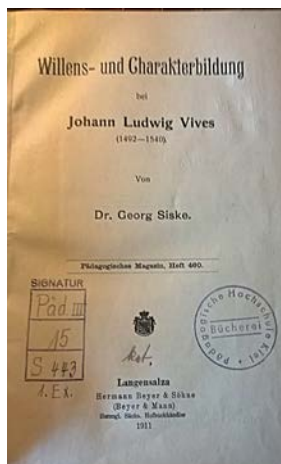 Willens- und Charakterbildung
bei
Johann Ludwig Vives
(1492—1540).
Von
Dr. Georg Siske.
Pädagogisches Magazin, Heft 460.
SIGNATUR
Päd III
15
S 443
1. Ex.
Pädagogische Hochschule Kiel
Bücherei
Langensalza
Hermann Beyer & Söhne
(Beyer & Mann)
Herzogl. Sächs. Hofbuchhändler
1911